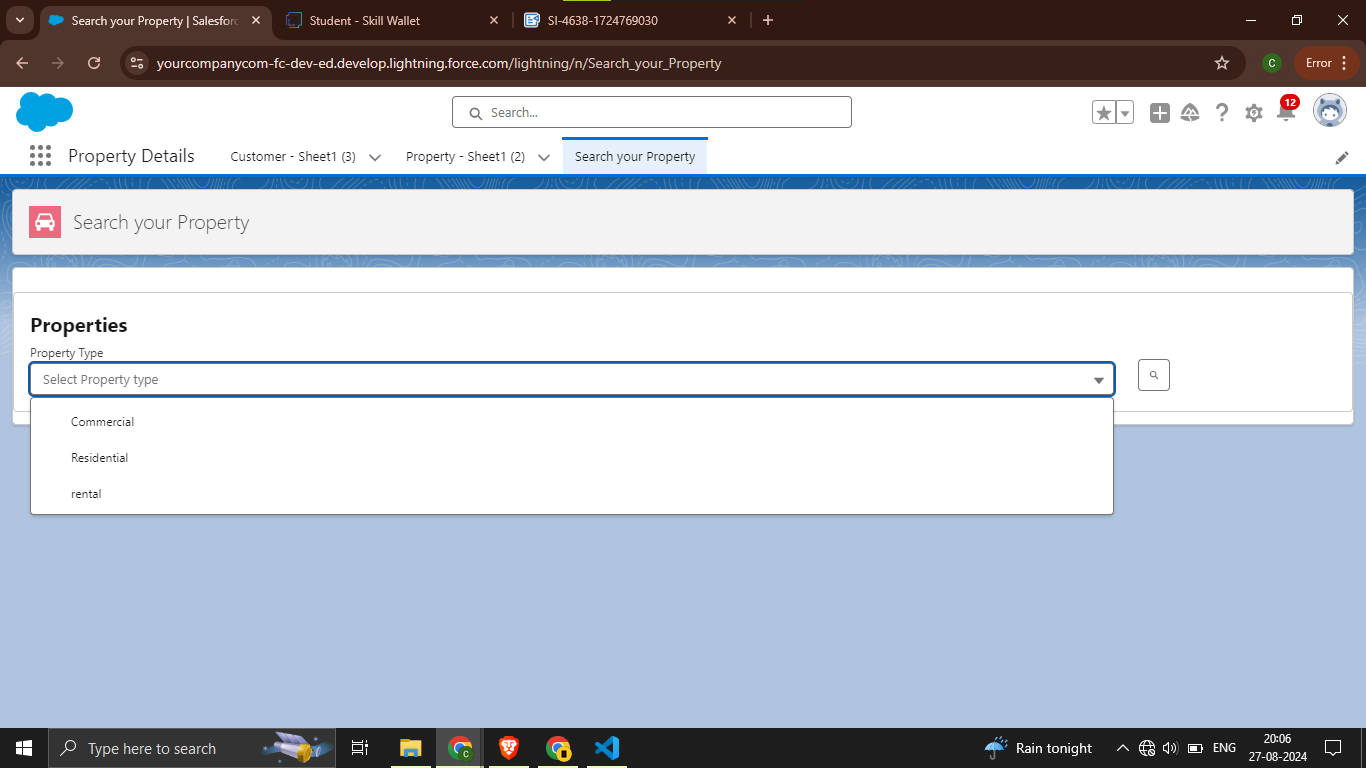 Search your Property | Salesforc
Student - Skill Wallet
SI-4638-1724769030
yourcompanycom-fc-dev-ed.develop.lightning.force.com/lightning/n/Search_your_Property
C
Error
Search...
12
Property Details
Customer - Sheet1 (3)
Property - Sheet1 (2)
Search your Property
Search your Property
Properties
Property Type
Select Property type
Commercial
Residential
rental
Type here to search
C
Rain tonight
ENG
20:06
27-08-2024